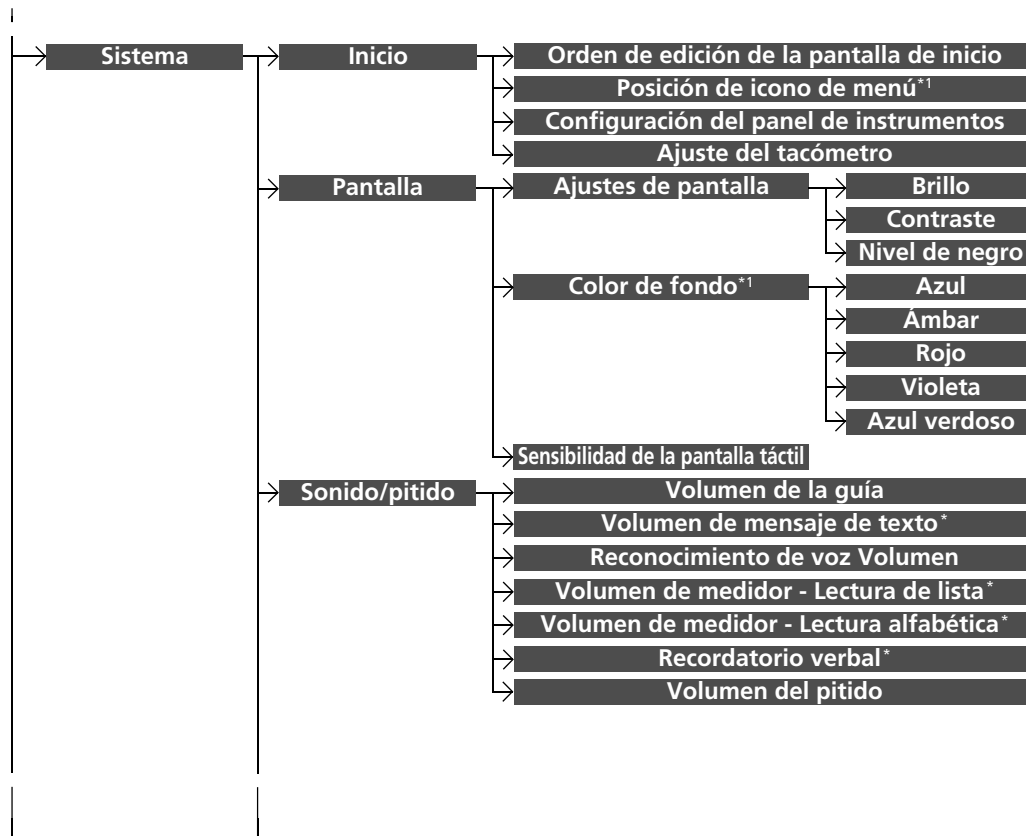 Sistema
Inicio
Orden de edición de la pantalla de inicio
Posición de icono de menú*1
Configuración del panel de instrumentos
Ajuste del tacómetro
Pantalla
Ajustes de pantalla
Brillo
Contraste
Nivel de negro
Color de fondo*1
Azul
Ámbar
Rojo
Violeta
Azul verdoso
Sensibilidad de la pantalla táctil
Sonido/pitido
Volumen de la guía
Volumen de mensaje de texto*
Reconocimiento de voz Volumen
Volumen de medidor - Lectura de lista*
Volumen de medidor - Lectura alfabética*
Recordatorio verbal*
Volumen del pitido